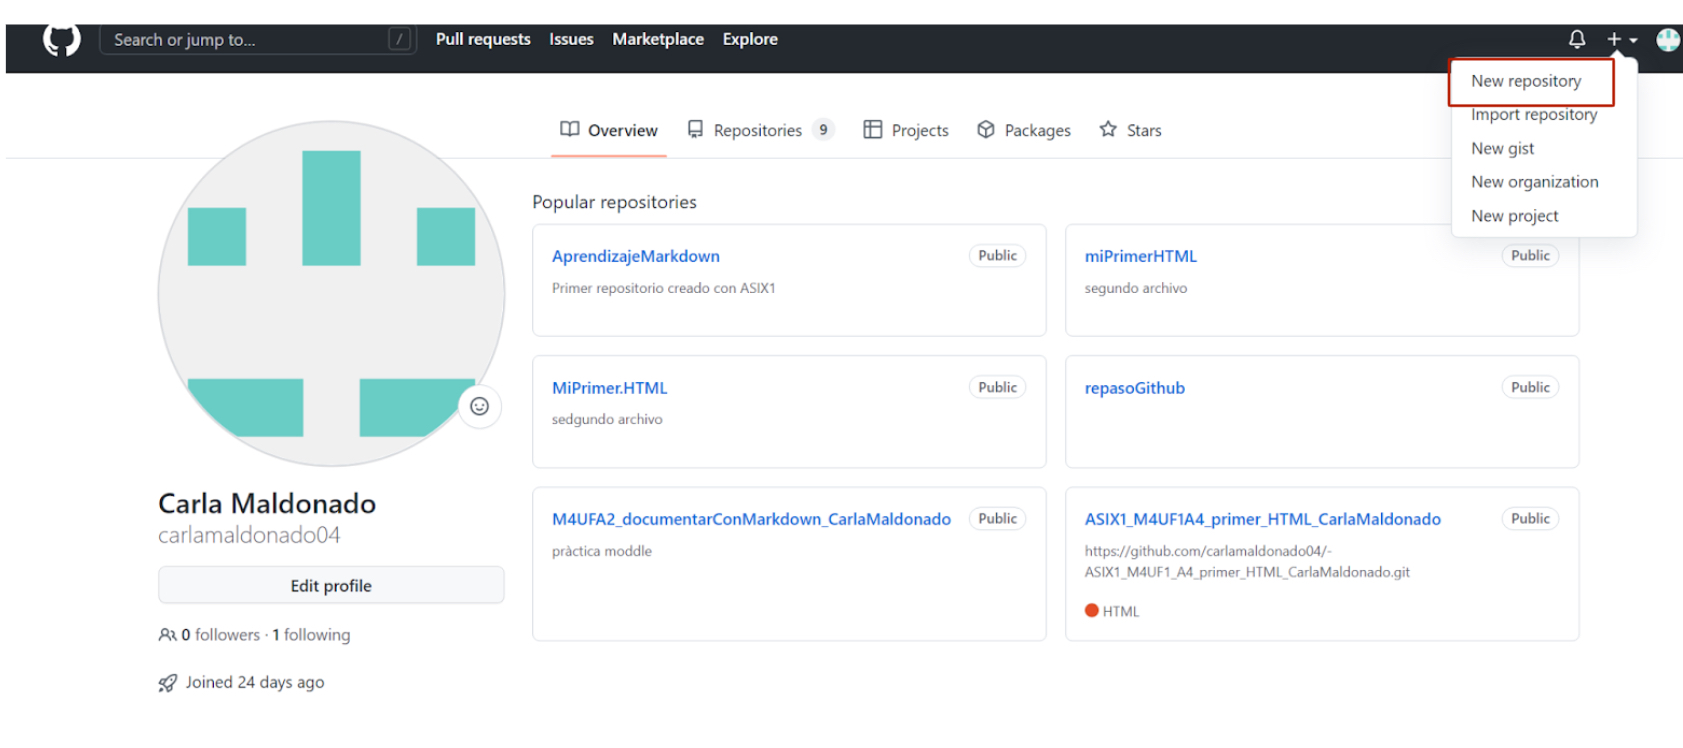 Search or jump to... / Pull requests Issues Marketplace Explore
New repository
Import repository
New gist
New organization
New project
Overview Repositories 9 Projects Packages Stars
Popular repositories
AprendizajeMarkdown Public
Primer repositorio creado con ASIX1
miPrimerHTML Public
segundo archivo
MiPrimer.HTML Public
sedgundo archivo
repasoGithub Public
M4UFA2_documentarConMarkdown_CarlaMaldonado Public
pràctica moddle
ASIX1_M4UF1A4_primer_HTML_CarlaMaldonado Public
https://github.com/carlamaldonado04/-
ASIX1_M4UF1_A4_primer_HTML_CarlaMaldonado.git
HTML
Carla Maldonado
carlamaldonado04
Edit profile
0 followers · 1 following
Joined 24 days ago